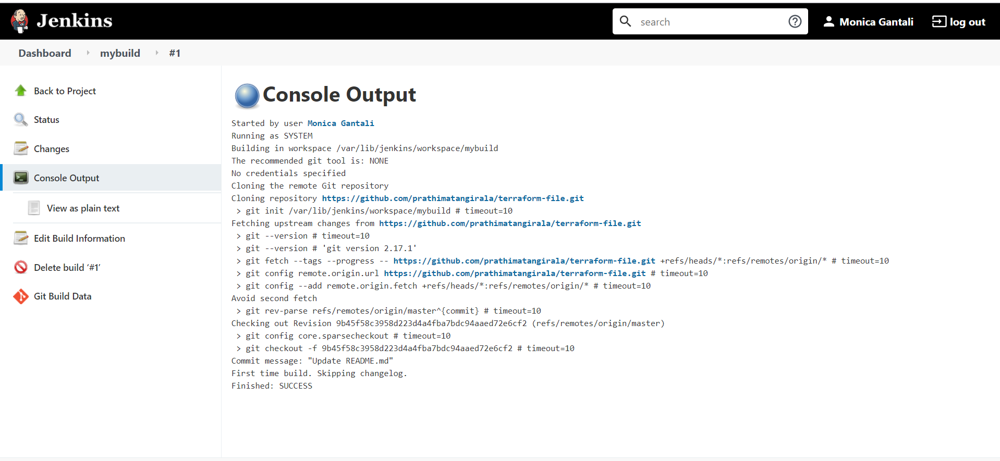 Jenkins
search
Monica Gantali
log out
Dashboard
mybuild
#1
Back to Project
Status
Changes
Console Output
View as plain text
Edit Build Information
Delete build ‘#1’
Git Build Data
Console Output
Started by user Monica Gantali
Running as SYSTEM
Building in workspace /var/lib/jenkins/workspace/mybuild
The recommended git tool is: NONE
No credentials specified
Cloning the remote Git repository
Cloning repository https://github.com/prathimatangirala/terraform-file.git
> git init /var/lib/jenkins/workspace/mybuild # timeout=10
Fetching upstream changes from https://github.com/prathimatangirala/terraform-file.git
> git --version # timeout=10
> git --version # 'git version 2.17.1'
> git fetch --tags --progress -- https://github.com/prathimatangirala/terraform-file.git +refs/heads/*:refs/remotes/origin/* # timeout=10
> git config remote.origin.url https://github.com/prathimatangirala/terraform-file.git # timeout=10
> git config --add remote.origin.fetch +refs/heads/*:refs/remotes/origin/* # timeout=10
Avoid second fetch
> git rev-parse refs/remotes/origin/master^{commit} # timeout=10
Checking out Revision 9b45f58c3958d223d4a4fba7bdc94aaed72e6cf2 (refs/remotes/origin/master)
> git config core.sparsecheckout # timeout=10
> git checkout -f 9b45f58c3958d223d4a4fba7bdc94aaed72e6cf2 # timeout=10
Commit message: "Update README.md"
First time build. Skipping changelog.
Finished: SUCCESS